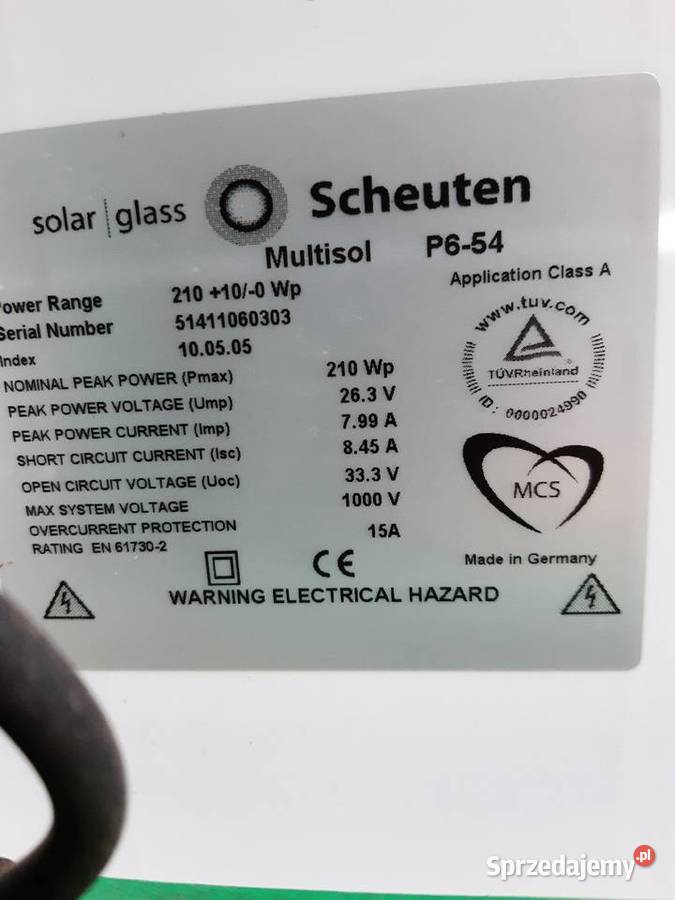 solar glass Scheuten
Multisol P6-54
Power Range 210 +10/-0 Wp
Application Class A
Serial Number 51411060303
Index 10.05.05
NOMINAL PEAK POWER (Pmax) 210 Wp
PEAK POWER VOLTAGE (Ump) 26.3 V
PEAK POWER CURRENT (Imp) 7.99 A
SHORT CIRCUIT CURRENT (Isc) 8.45 A
OPEN CIRCUIT VOLTAGE (Uoc) 33.3 V
MAX SYSTEM VOLTAGE 1000 V
OVERCURRENT PROTECTION 15A
RATING EN 61730-2
www.tuv.com
TÜVRheinland
ID: 0000024990
MCS
Made in Germany
CE
WARNING ELECTRICAL HAZARD
Sprzedajemy.pl